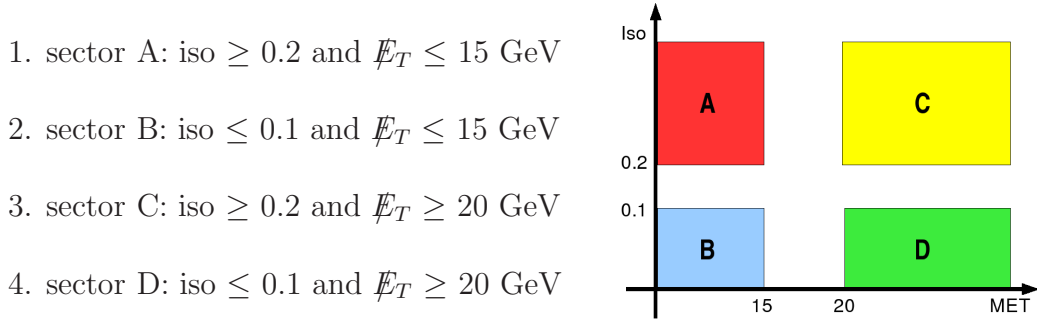 1. sector A: iso ≥ 0.2 and E̸_T ≤ 15 GeV
2. sector B: iso ≤ 0.1 and E̸_T ≤ 15 GeV
3. sector C: iso ≥ 0.2 and E̸_T ≥ 20 GeV
4. sector D: iso ≤ 0.1 and E̸_T ≥ 20 GeV
Iso
A C
0.2
0.1
B D
15 20 MET